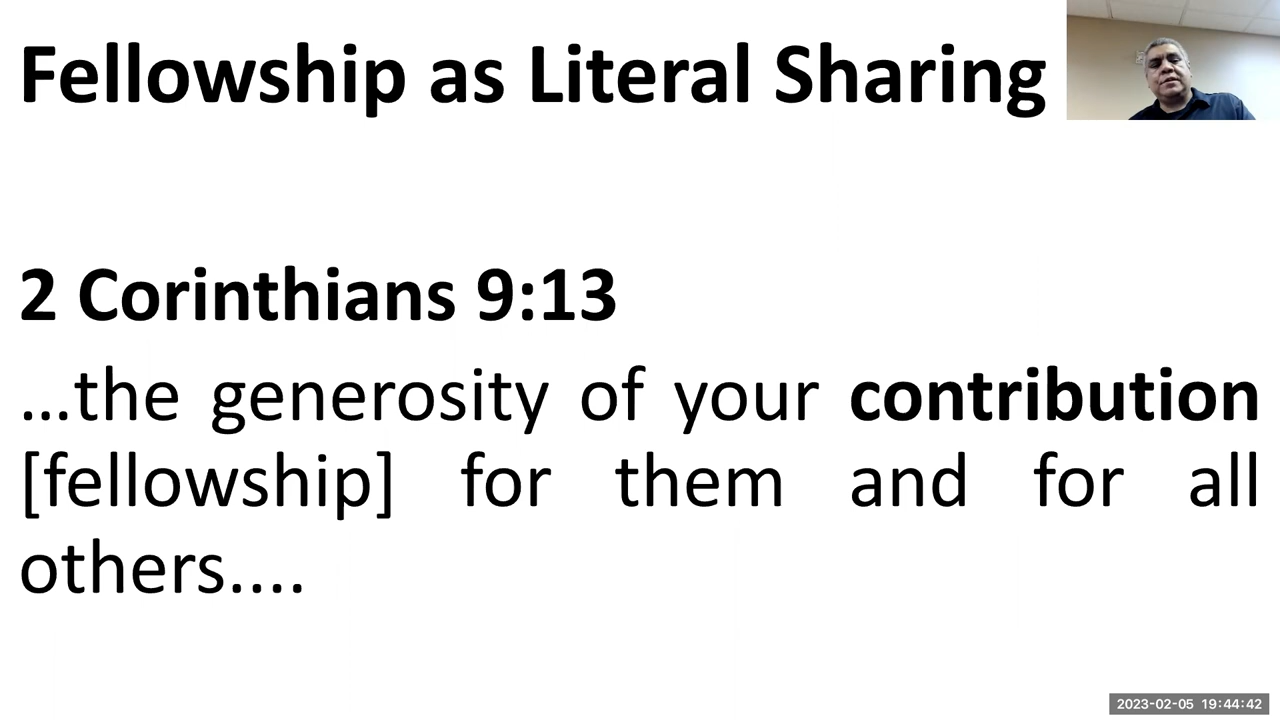 Fellowship as Literal Sharing
2 Corinthians 9:13
...the generosity of your contribution
[fellowship] for them and for all
others....
2023-02-05 19:44:42